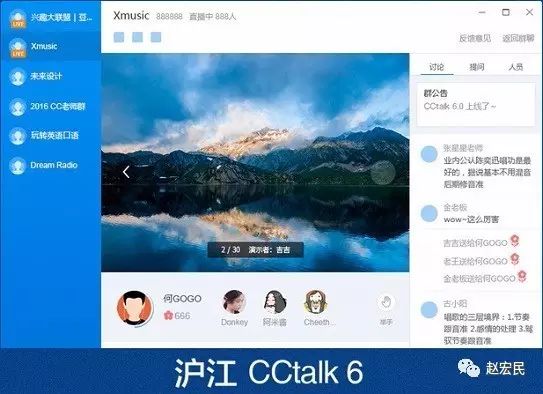 兴趣大联盟 | 豆...
LIVE
Xmusic 888888 直播中 888人
Xmusic
LIVE
反馈意见 返回群聊
未来设计
讨论 提问 人员
2016 CC老师群
群公告
CCtalk 6.0 上线了~
玩转英语口语
Dream Radio
张星星老师
业内公认陈奕迅唱功是最
好的，据说基本不用混音
后期修音准
金老板
wow~这么厉害
2 / 30 演示者：吉吉
吉吉送给何GOGO
老王送给何GOGO
金老板送给何GOGO
何GOGO
666
Donkey 阿米豁 Cheeth... 举手
古小阳
唱歌的三层境界：1.节奏
跟音准 2.感情的处理 3.驾
驭节奏跟音准
沪江 CCtalk 6
赵宏民